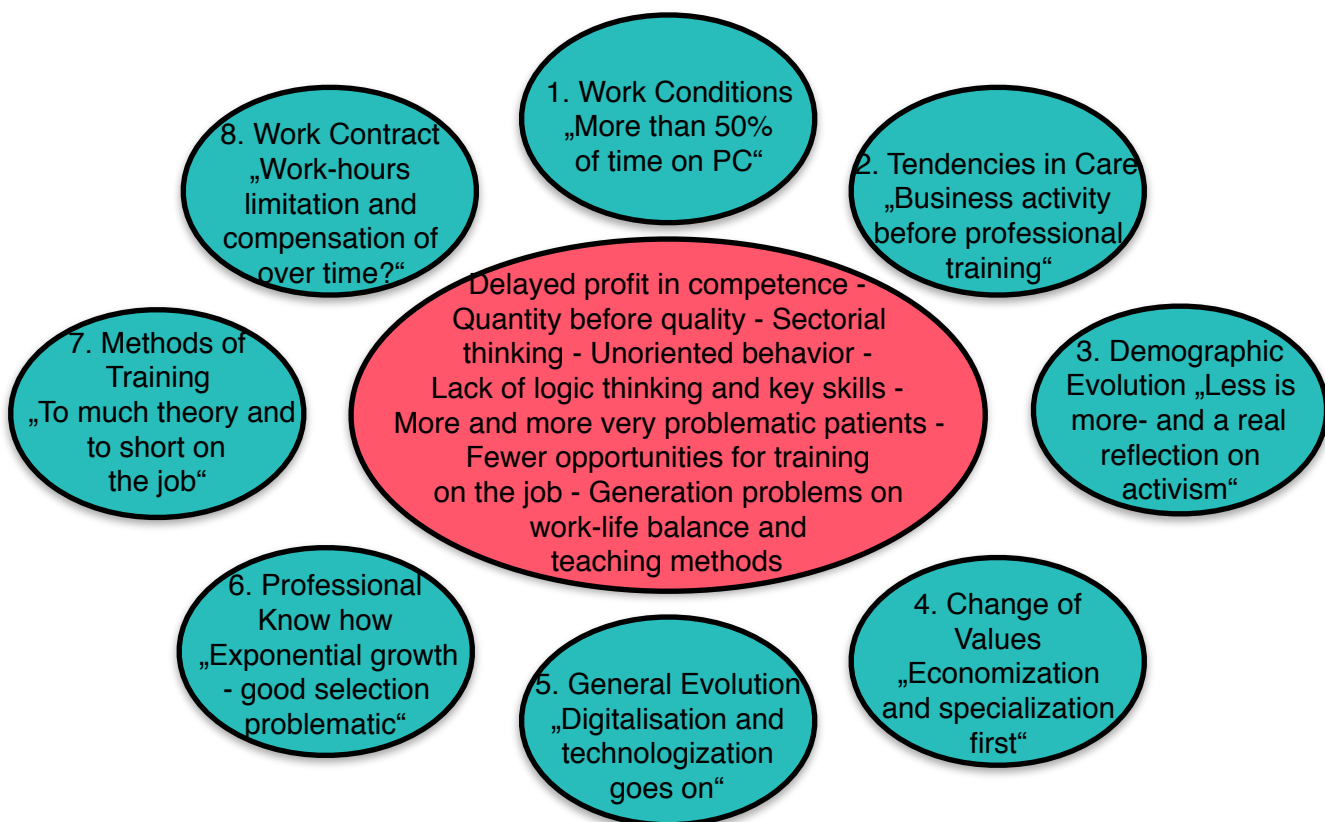 1. Work Conditions
„More than 50%
of time on PC“
2. Tendencies in Care
„Business activity
before professional
training“
3. Demographic
Evolution „Less is
more- and a real
reflection on
activism“
4. Change of
Values
„Economization
and specialization
first“
5. General Evolution
„Digitalisation and
technologization
goes on“
6. Professional
Know how
„Exponential growth
- good selection
problematic“
7. Methods of
Training
„To much theory and
to short on
the job“
8. Work Contract
„Work-hours
limitation and
compensation of
over time?“
Delayed profit in competence -
Quantity before quality - Sectorial
thinking - Unoriented behavior -
Lack of logic thinking and key skills -
More and more very problematic patients -
Fewer opportunities for training
on the job - Generation problems on
work-life balance and
teaching methods